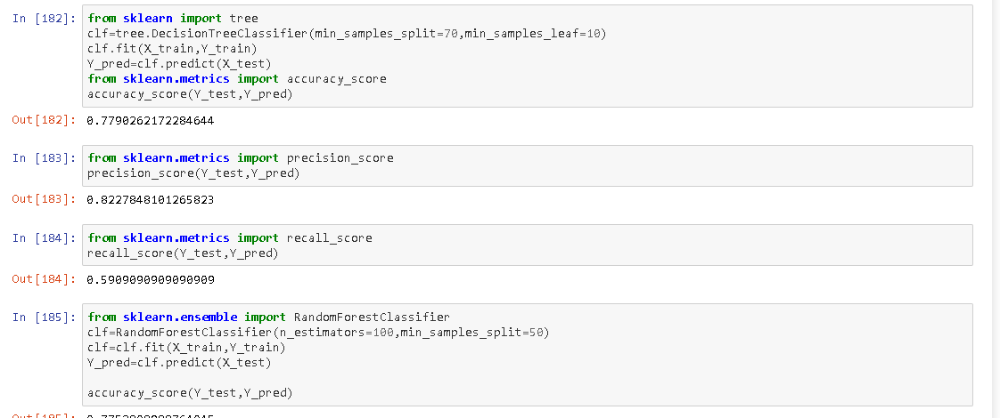 In [182]: from sklearn import tree
clf=tree.DecisionTreeClassifier(min_samples_split=70,min_samples_leaf=10)
clf.fit(X_train,Y_train)
Y_pred=clf.predict(X_test)
from sklearn.metrics import accuracy_score
accuracy_score(Y_test,Y_pred)
Out[182]: 0.7790262172284644
In [183]: from sklearn.metrics import precision_score
precision_score(Y_test,Y_pred)
Out[183]: 0.8227848101265823
In [184]: from sklearn.metrics import recall_score
recall_score(Y_test,Y_pred)
Out[184]: 0.5909090909090909
In [185]: from sklearn.ensemble import RandomForestClassifier
clf=RandomForestClassifier(n_estimators=100,min_samples_split=50)
clf=clf.fit(X_train,Y_train)
Y_pred=clf.predict(X_test)
accuracy_score(Y_test,Y_pred)
Out[185]: